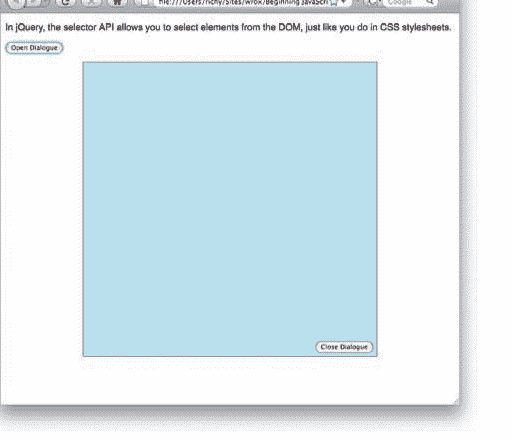 file:///Users/richy/Sites/wrox/Beginning JavaScri
Google
In jQuery, the selector API allows you to select elements from the DOM, just like you do in CSS stylesheets.
Open Dialogue
Close Dialogue